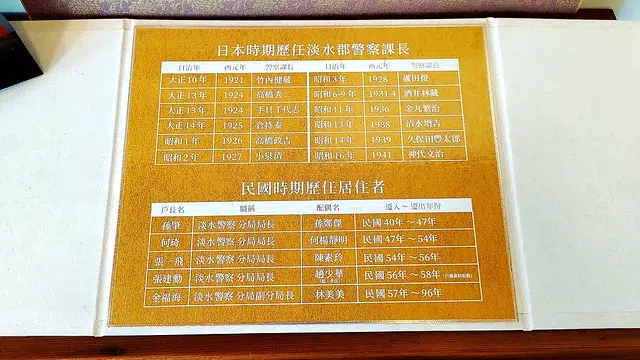 日本時期歷任淡水郡警察課長
日治年 西元年 警察課長 日治年 西元年 警察課長
大正10年 1921 竹內健藏 昭和3年 1928 蘆田俊
大正13年 1924 高橋秀 昭和6-9年 1931-4 酒井林藏
大正13年 1924 手貝千代志 昭和11年 1936 金丸繁治
大正14年 1925 倉持泰 昭和13年 1938 清水增吉
昭和1年 1926 高橋政吉 昭和14年 1939 久保田豐太郎
昭和2年 1927 小泉清 昭和16年 1941 神代文治
民國時期歷任居住者
戶長名 職稱 配偶名 遷入～遷出年份
孫肇 淡水警察 分局局長 孫鄭傑 民國 40年～47年
何琦 淡水警察 分局局長 何楊靜明 民國 47年～54年
張一飛 淡水警察 分局局長 陳素玲 民國 54年～56年
張建勳 淡水警察 分局局長 趙少華 民國 56年～58年
金福海 淡水警察 分局副分局長 林美美 民國 57年～96年